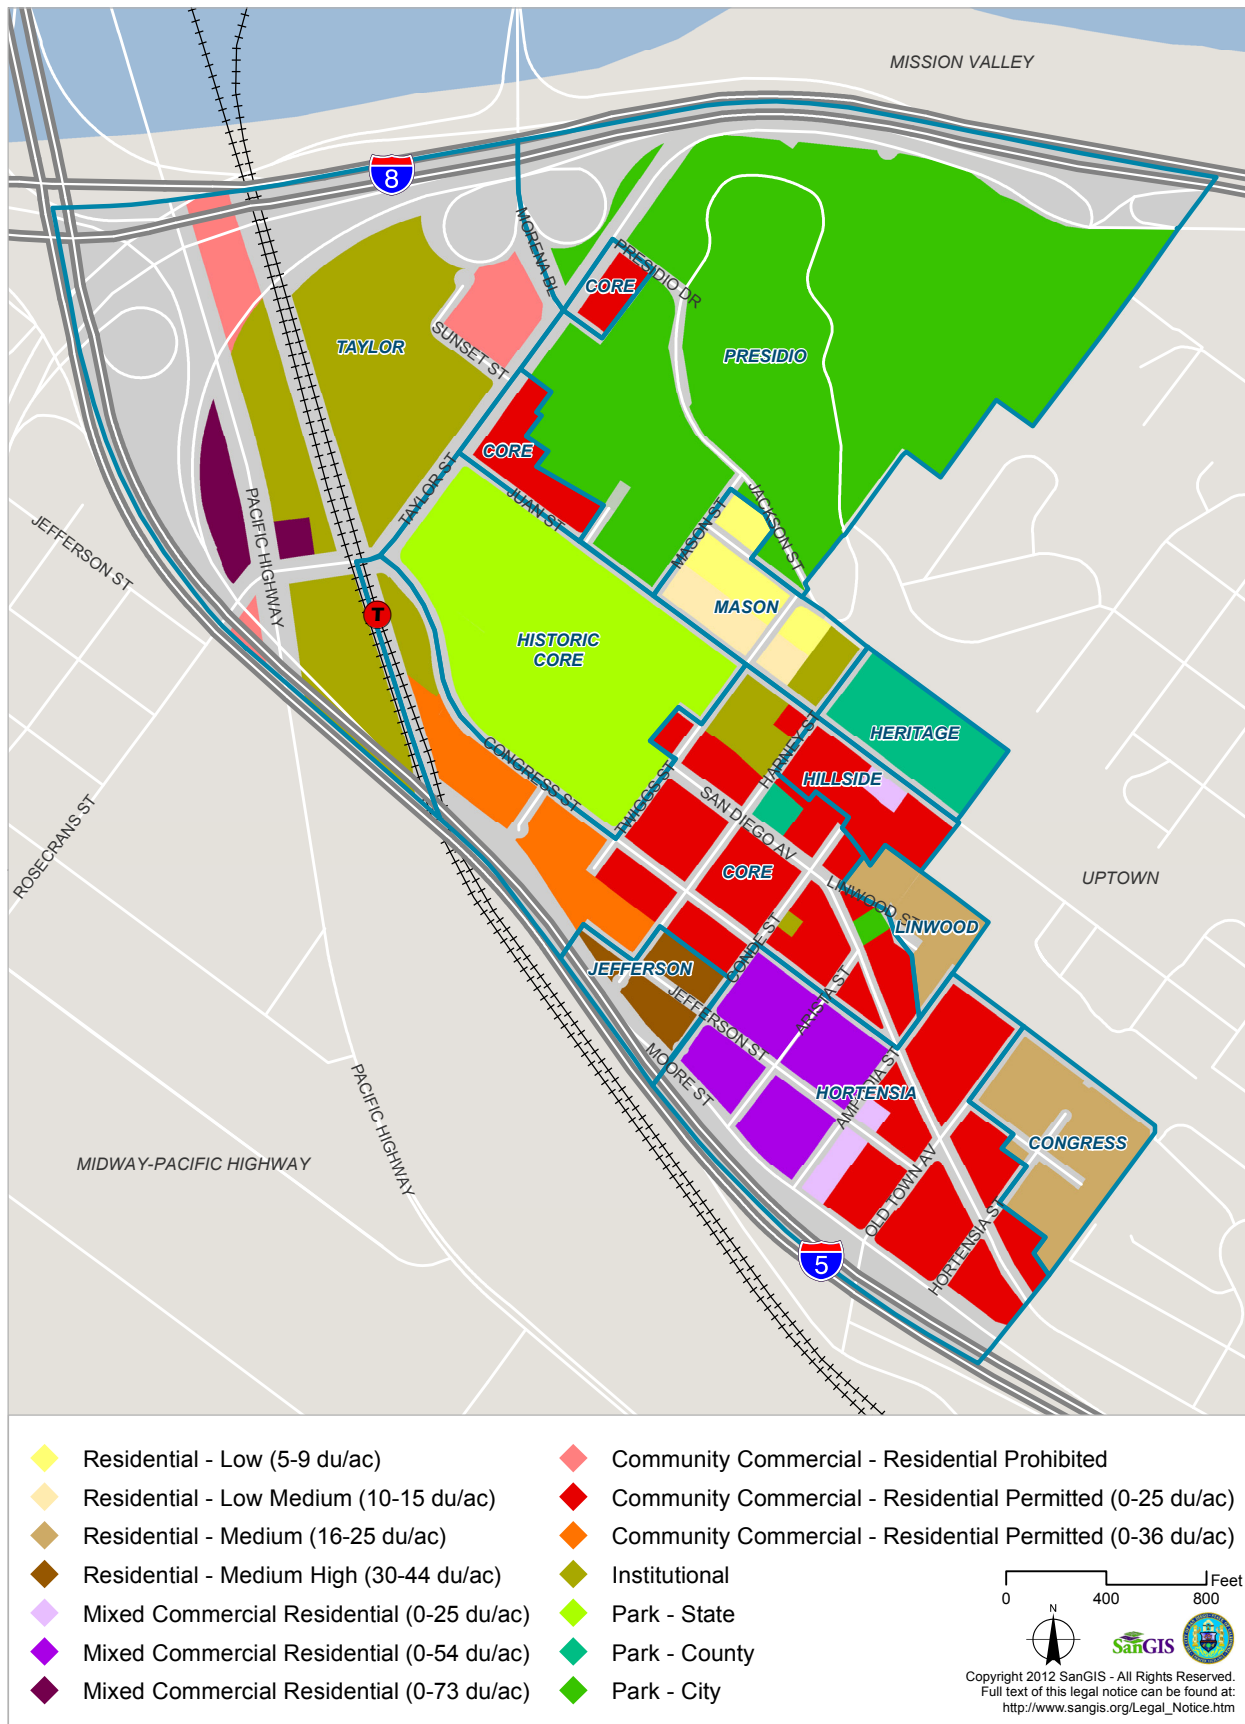 MISSION VALLEY
8
MORENA BL
PRESIDIO DR
CORE
TAYLOR
SUNSET ST
PRESIDIO
CORE
TAYLOR ST
JUAN ST
PACIFIC HIGHWAY
MASON ST
JACKSON ST
JEFFERSON ST
T
MASON
HISTORIC
CORE
HERITAGE
CONGRESS ST
HARNEY ST
HILLSIDE
TWIGGS ST
SAN DIEGO AV
ROSECRANS ST
CORE
UPTOWN
LINWOOD ST
LINWOOD
CONDE ST
JEFFERSON
JEFFERSON ST
ARISTA ST
MOORE ST
HORTENSIA
AMPUDIA ST
PACIFIC HIGHWAY
CONGRESS
MIDWAY-PACIFIC HIGHWAY
OLD TOWN AV
HORTENSIA ST
5
Residential - Low (5-9 du/ac)
Residential - Low Medium (10-15 du/ac)
Residential - Medium (16-25 du/ac)
Residential - Medium High (30-44 du/ac)
Mixed Commercial Residential (0-25 du/ac)
Mixed Commercial Residential (0-54 du/ac)
Mixed Commercial Residential (0-73 du/ac)
Community Commercial - Residential Prohibited
Community Commercial - Residential Permitted (0-25 du/ac)
Community Commercial - Residential Permitted (0-36 du/ac)
Institutional
Park - State
Park - County
Park - City
Feet
0 400 800
N
SanGIS
Copyright 2012 SanGIS - All Rights Reserved.
Full text of this legal notice can be found at:
http://www.sangis.org/Legal_Notice.htm